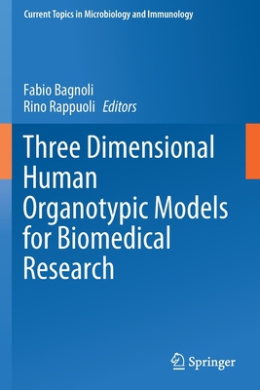 Current Topics in Microbiology and Immunology
Fabio Bagnoli
Rino Rappuoli Editors
Three Dimensional
Human
Organotypic Models
for Biomedical
Research
Springer